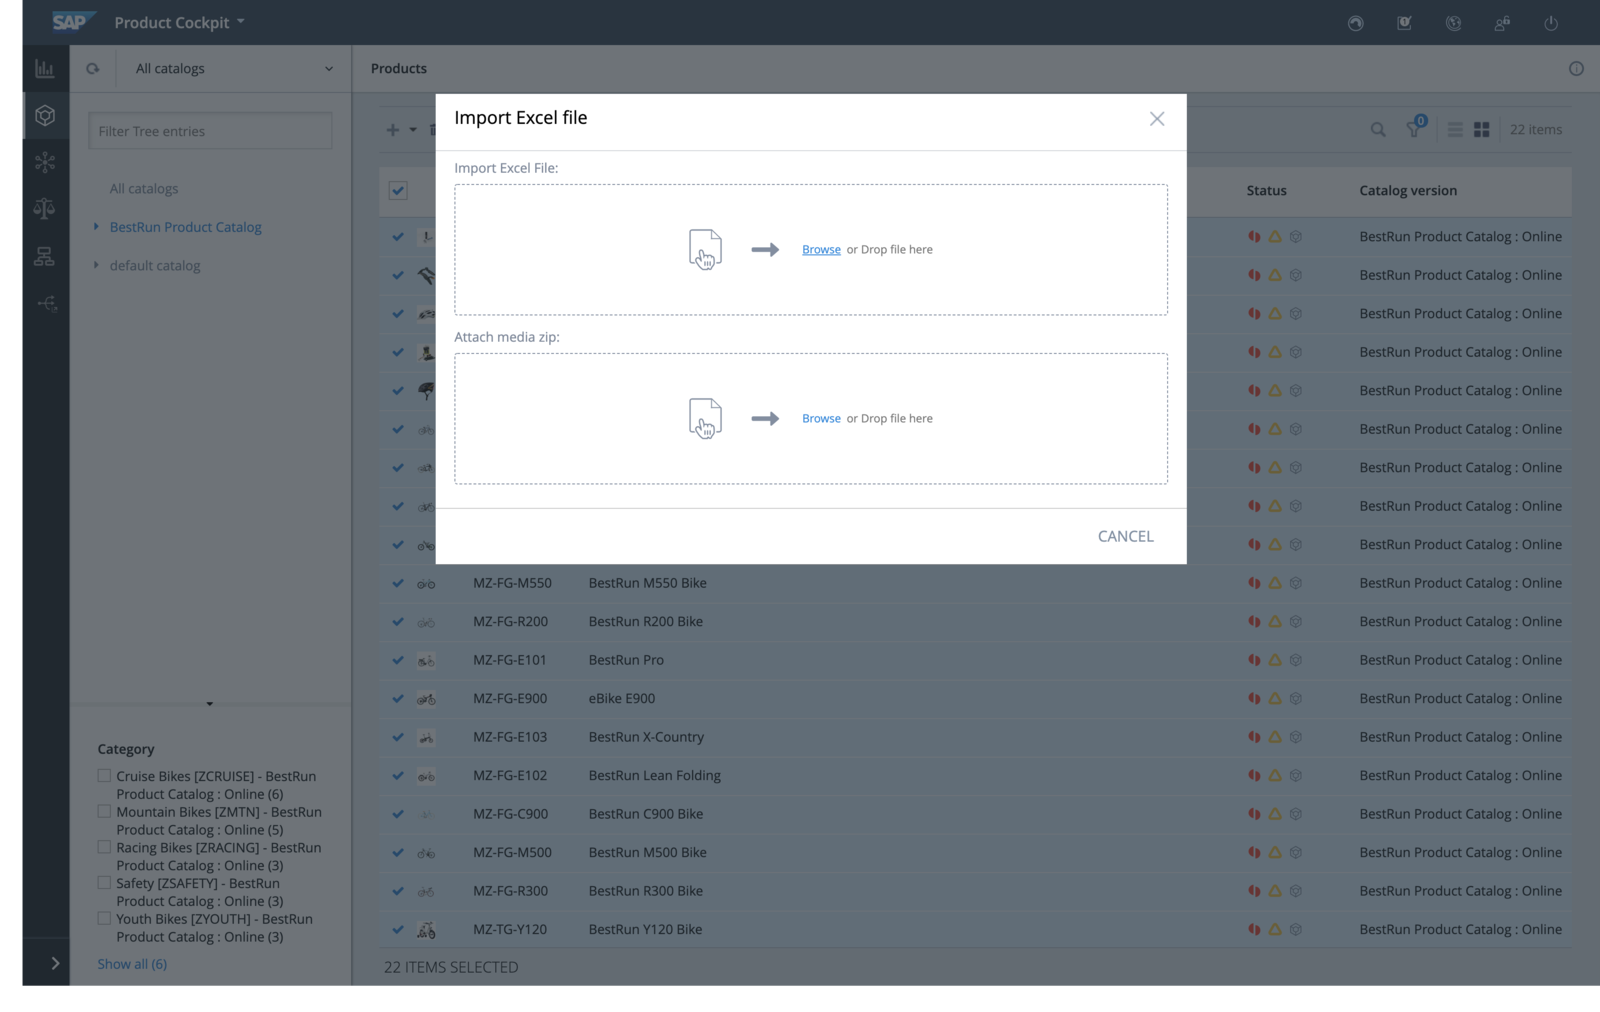 SAP Product Cockpit
All catalogs
Products
Filter Tree entries
All catalogs
BestRun Product Catalog
default catalog
Category
Cruise Bikes [ZCRUISE] - BestRun
Product Catalog : Online (6)
Mountain Bikes [ZMTN] - BestRun
Product Catalog : Online (5)
Racing Bikes [ZRACING] - BestRun
Product Catalog : Online (3)
Safety [ZSAFETY] - BestRun
Product Catalog : Online (3)
Youth Bikes [ZYOUTH] - BestRun
Product Catalog : Online (3)
Show all (6)
Import Excel file
Import Excel File:
Browse or Drop file here
Attach media zip:
Browse or Drop file here
CANCEL
0
22 items
Status Catalog version
BestRun Product Catalog : Online
BestRun Product Catalog : Online
BestRun Product Catalog : Online
BestRun Product Catalog : Online
BestRun Product Catalog : Online
BestRun Product Catalog : Online
BestRun Product Catalog : Online
BestRun Product Catalog : Online
BestRun Product Catalog : Online
MZ-FG-M550 BestRun M550 Bike BestRun Product Catalog : Online
MZ-FG-R200 BestRun R200 Bike BestRun Product Catalog : Online
MZ-FG-E101 BestRun Pro BestRun Product Catalog : Online
MZ-FG-E900 eBike E900 BestRun Product Catalog : Online
MZ-FG-E103 BestRun X-Country BestRun Product Catalog : Online
MZ-FG-E102 BestRun Lean Folding BestRun Product Catalog : Online
MZ-FG-C900 BestRun C900 Bike BestRun Product Catalog : Online
MZ-FG-M500 BestRun M500 Bike BestRun Product Catalog : Online
MZ-FG-R300 BestRun R300 Bike BestRun Product Catalog : Online
MZ-TG-Y120 BestRun Y120 Bike BestRun Product Catalog : Online
22 ITEMS SELECTED